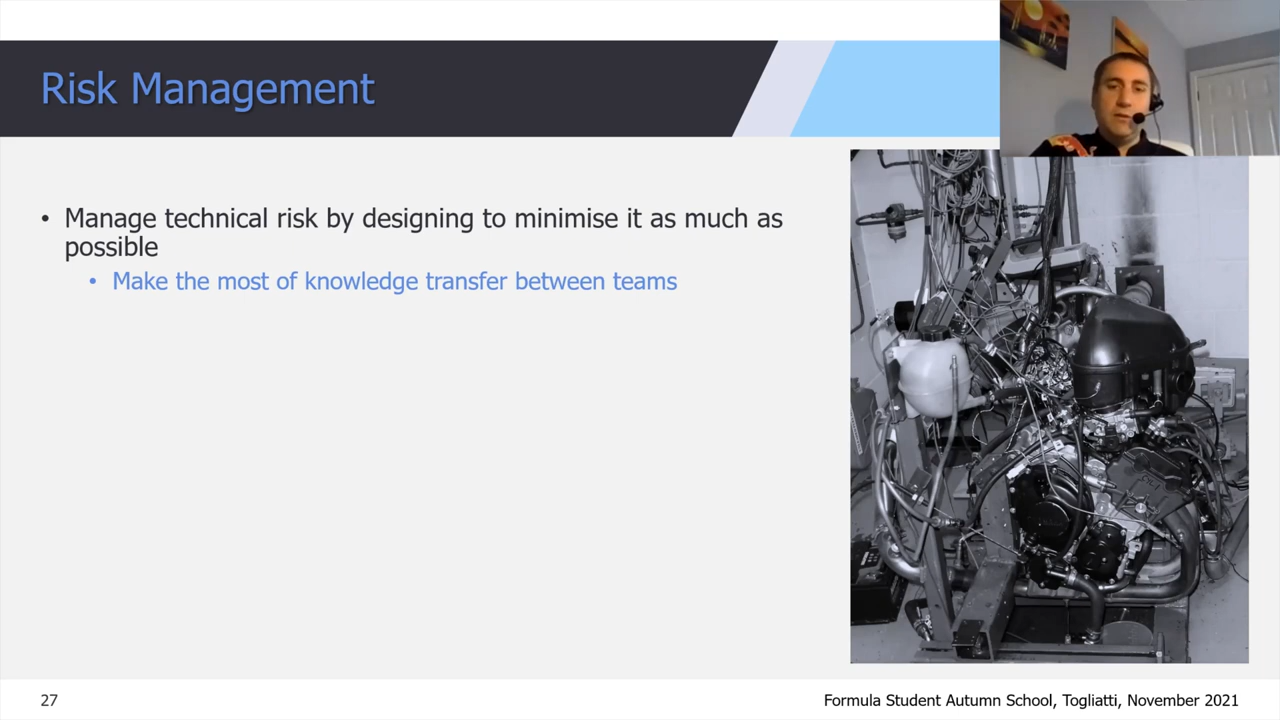 Risk Management
• Manage technical risk by designing to minimise it as much as
possible
• Make the most of knowledge transfer between teams
27
Formula Student Autumn School, Togliatti, November 2021